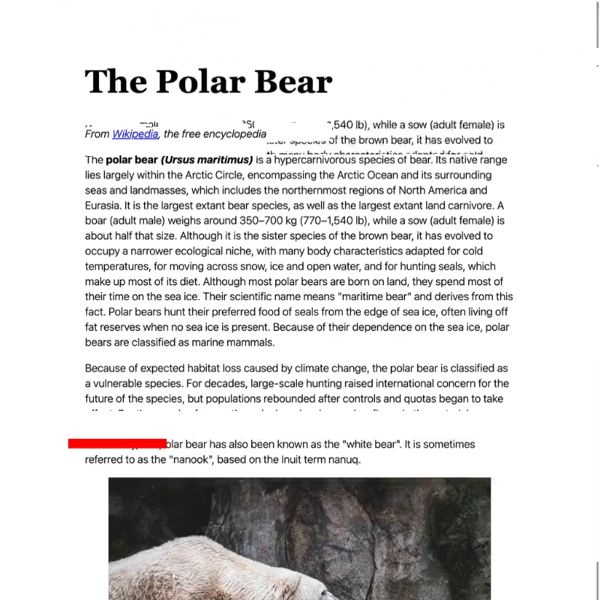 The Polar Bear
,540 lb), while a sow (adult female) is
From Wikipedia, the free encyclopedia
of the brown bear, it has evolved to
The polar bear (Ursus maritimus) is a hypercarnivorous species of bear. Its native range
lies largely within the Arctic Circle, encompassing the Arctic Ocean and its surrounding
seas and landmasses, which includes the northernmost regions of North America and
Eurasia. It is the largest extant bear species, as well as the largest extant land carnivore. A
boar (adult male) weighs around 350–700 kg (770–1,540 lb), while a sow (adult female) is
about half that size. Although it is the sister species of the brown bear, it has evolved to
occupy a narrower ecological niche, with many body characteristics adapted for cold
temperatures, for moving across snow, ice and open water, and for hunting seals, which
make up most of its diet. Although most polar bears are born on land, they spend most of
their time on the sea ice. Their scientific name means "maritime bear" and derives from this
fact. Polar bears hunt their preferred food of seals from the edge of sea ice, often living off
fat reserves when no sea ice is present. Because of their dependence on the sea ice, polar
bears are classified as marine mammals.
Because of expected habitat loss caused by climate change, the polar bear is classified as
a vulnerable species. For decades, large-scale hunting raised international concern for the
future of the species, but populations rebounded after controls and quotas began to take
olar bear has also been known as the "white bear". It is sometimes
referred to as the "nanook", based on the Inuit term nanuq.